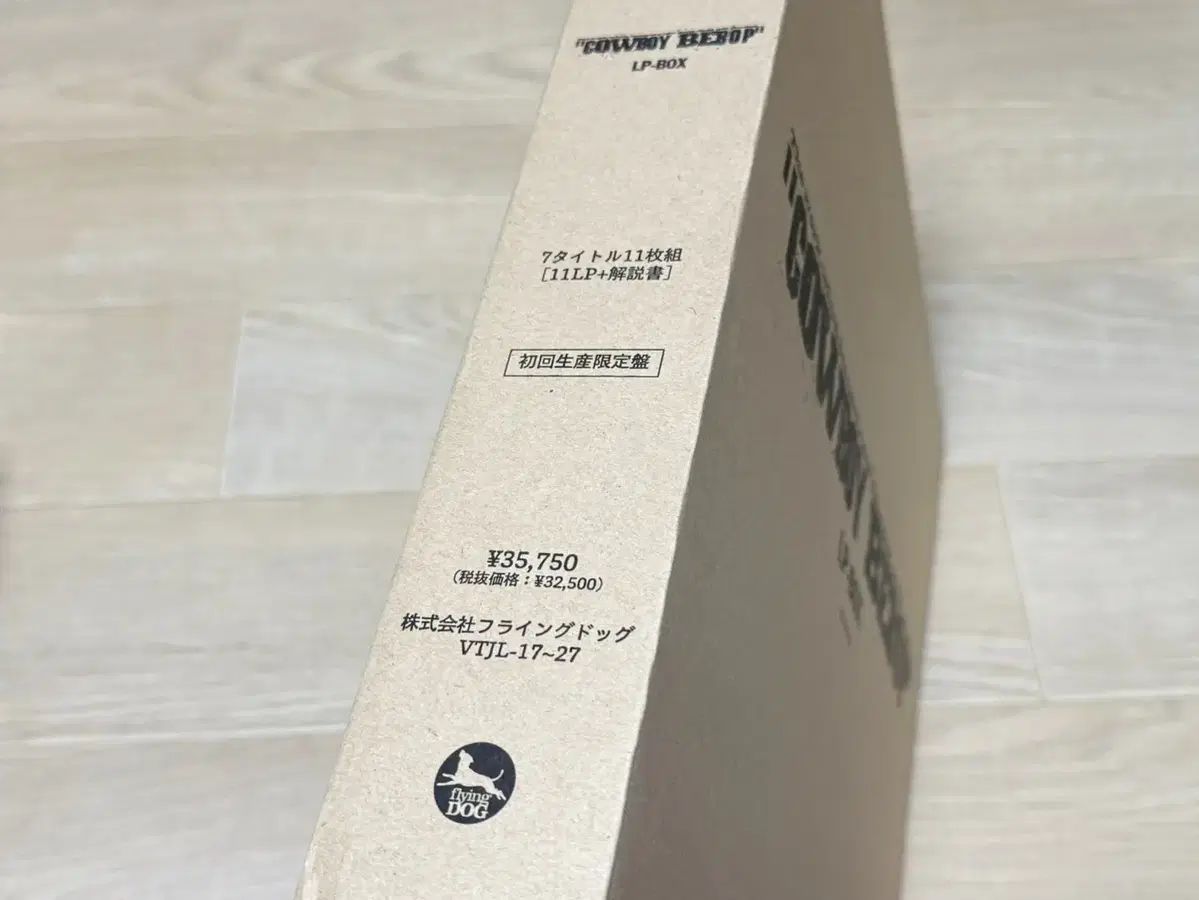 "COWBOY BEBOP"
LP-BOX
7タイトル11枚組
[11LP+解説書]
初回生産限定盤
¥35,750
(税抜価格：¥32,500)
株式会社フライングドッグ
VTJL-17~27
flying
DOG
"COWBOY BEBOP"